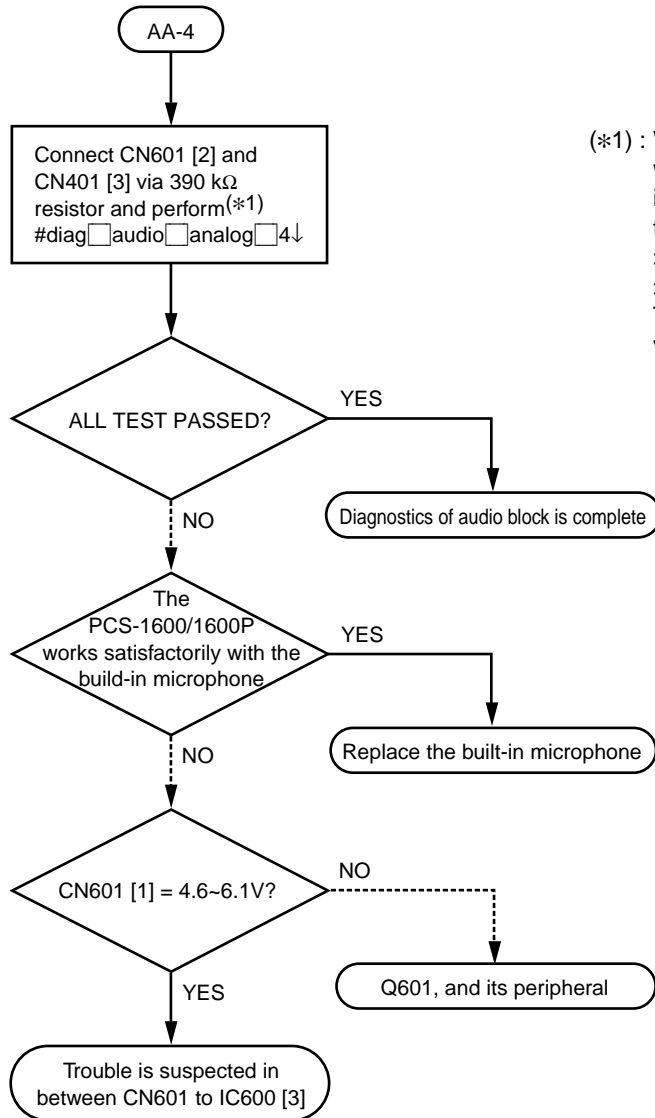 AA-4
Connect CN601 [2] and
CN401 [3] via 390 kΩ
resistor and perform(*1)
#diag□audio□analog□4↓
(*1) :
ALL TEST PASSED?
YES
Diagnostics of audio block is complete
NO
The
PCS-1600/1600P
works satisfactorily with the
build-in microphone
YES
Replace the built-in microphone
NO
CN601 [1] = 4.6~6.1V?
NO
Q601, and its peripheral
YES
Trouble is suspected in
between CN601 to IC600 [3]